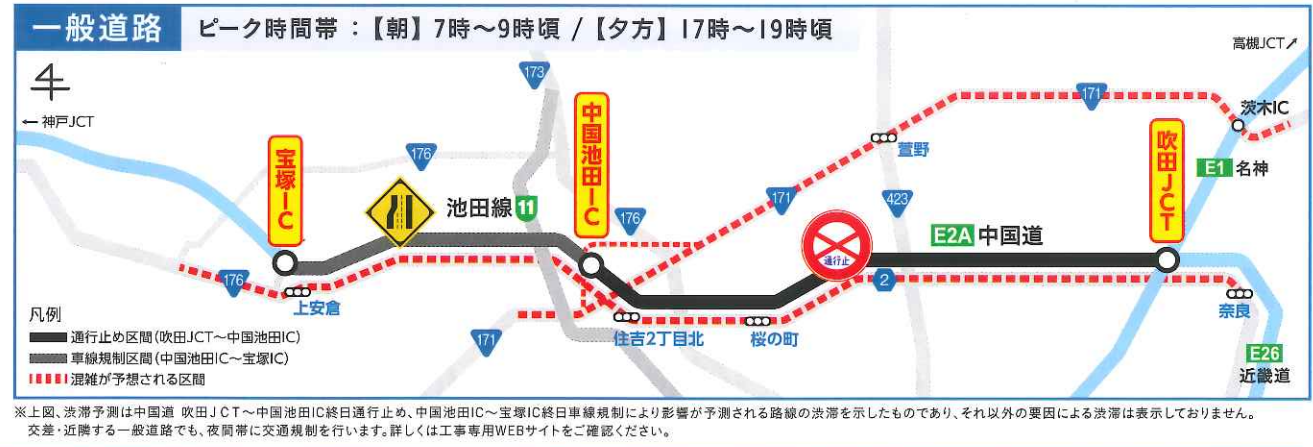 一般道路 ピーク時間帯：【朝】7時～9時頃 /【夕方】17時～19時頃
高槻JCT↗
173
←神戸JCT
171
茨木IC
宝塚IC
176
中国池田IC
萱野
吹田JCT
E1 名神
池田線 11
176
171
423
E2A 中国道
通行止
176
上安倉
2
奈良
凡例
通行止め区間(吹田JCT～中国池田IC)
171
住吉2丁目北
桜の町
車線規制区間(中国池田IC～宝塚IC)
E26
近畿道
混雑が予想される区間
※上図、渋滞予測は中国道 吹田JCT～中国池田IC終日通行止め、中国池田IC～宝塚IC終日車線規制により影響が予測される路線の渋滞を示したものであり、それ以外の要因による渋滞は表示しておりません。
交差・近隣する一般道路でも、夜間帯に交通規制を行います。詳しくは工事専用WEBサイトをご確認ください。